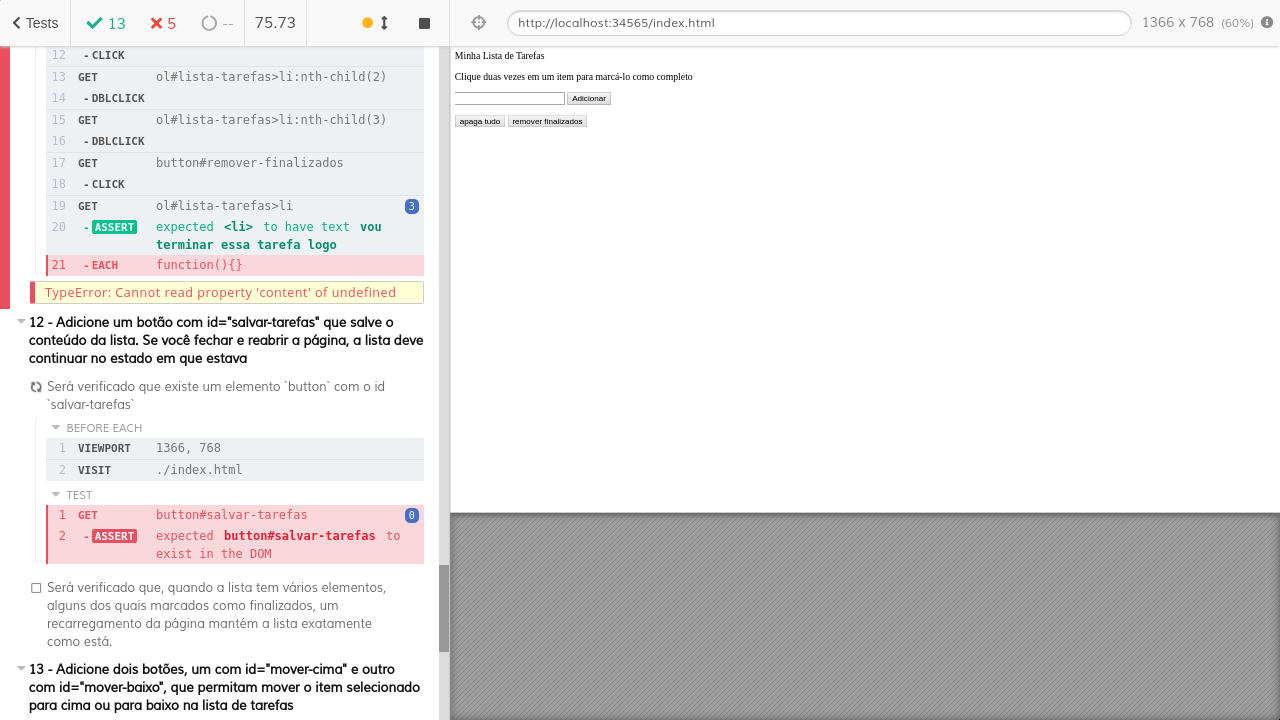 Tests 13 5 -- 75.73 http://localhost:34565/index.html 1366 x 768 (60%)
12 - CLICK
13 GET ol#lista-tarefas>li:nth-child(2)
14 - DBLCLICK
15 GET ol#lista-tarefas>li:nth-child(3)
16 - DBLCLICK
17 GET button#remover-finalizados
18 - CLICK
19 GET ol#lista-tarefas>li 3
20 - ASSERT expected <li> to have text vou
terminar essa tarefa logo
21 - EACH function(){}
TypeError: Cannot read property 'content' of undefined
12 - Adicione um botão com id="salvar-tarefas" que salve o
conteúdo da lista. Se você fechar e reabrir a página, a lista deve
continuar no estado em que estava
Será verificado que existe um elemento `button` com o id
`salvar-tarefas`
BEFORE EACH
1 VIEWPORT 1366, 768
2 VISIT ./index.html
TEST
1 GET button#salvar-tarefas 0
2 - ASSERT expected button#salvar-tarefas to
exist in the DOM
Será verificado que, quando a lista tem vários elementos,
alguns dos quais marcados como finalizados, um
recarregamento da página mantém a lista exatamente
como está.
13 - Adicione dois botões, um com id="mover-cima" e outro
com id="mover-baixo", que permitam mover o item selecionado
para cima ou para baixo na lista de tarefas
Minha Lista de Tarefas
Clique duas vezes em um item para marcá-lo como completo
Adicionar
apaga tudo remover finalizados